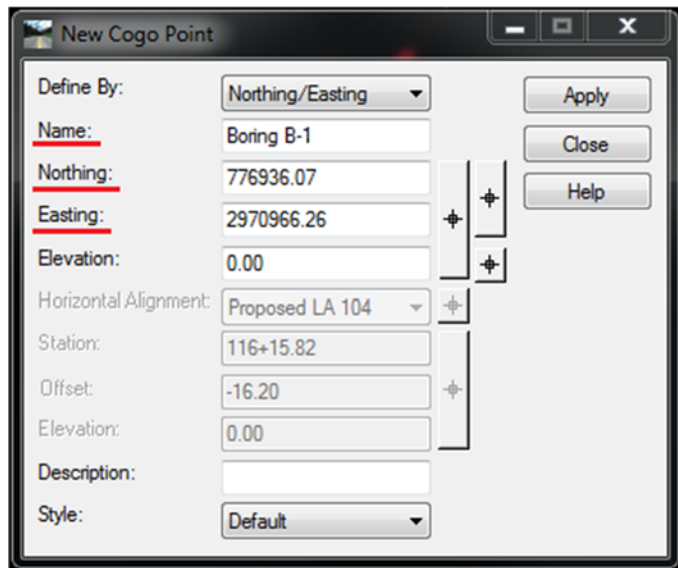 New Cogo Point
Define By: Northing/Easting Apply
Name: Boring B-1 Close
Northing: 776936.07 Help
Easting: 2970966.26
Elevation: 0.00
Horizontal Alignment: Proposed LA 104
Station: 116+15.82
Offset: -16.20
Elevation: 0.00
Description:
Style: Default